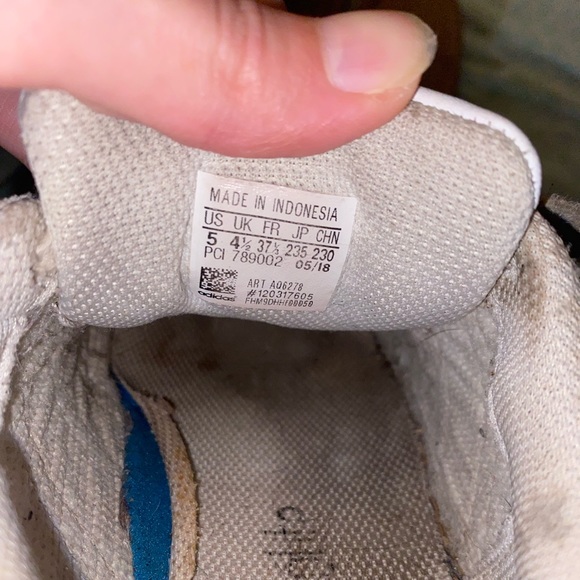 MADE IN INDONESIA
US UK FR JP CHN
5 4½ 37⅓ 235 230
PCI 789002 05/18
ART AQ6278
#120317605
adidas